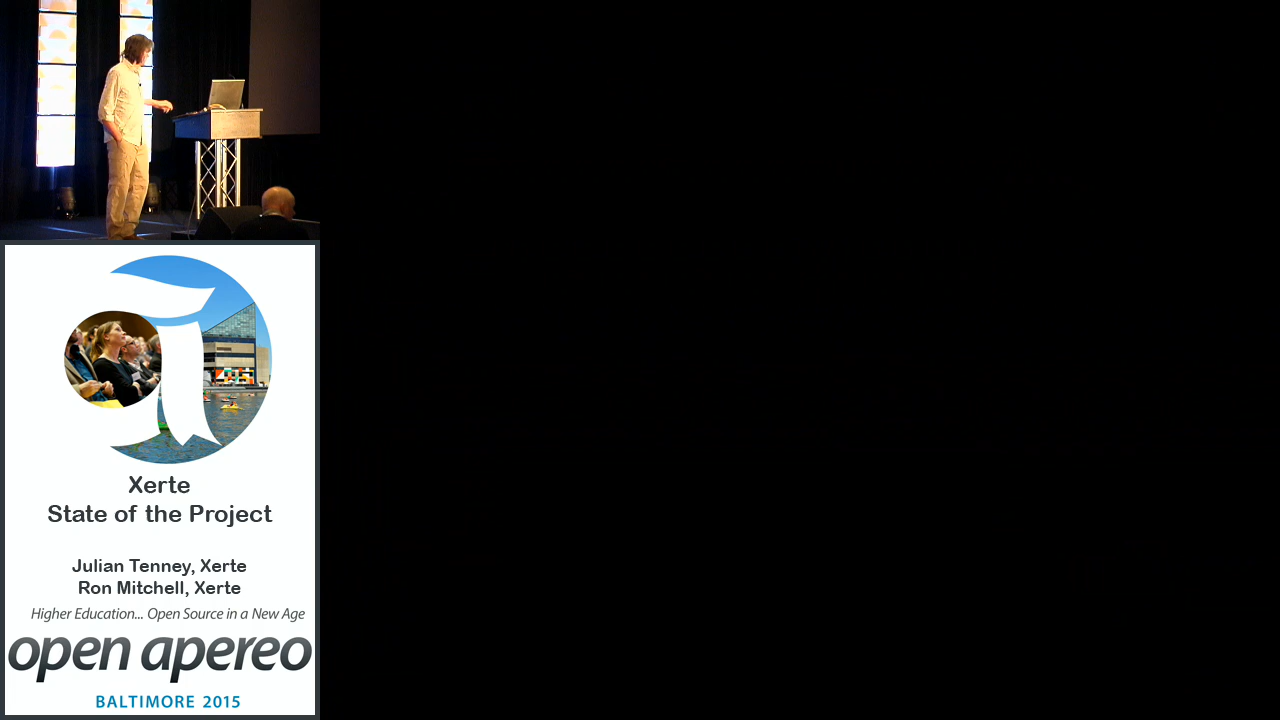 Xerte
State of the Project
Julian Tenney, Xerte
Ron Mitchell, Xerte
Higher Education... Open Source in a New Age
open apereo
BALTIMORE 2015